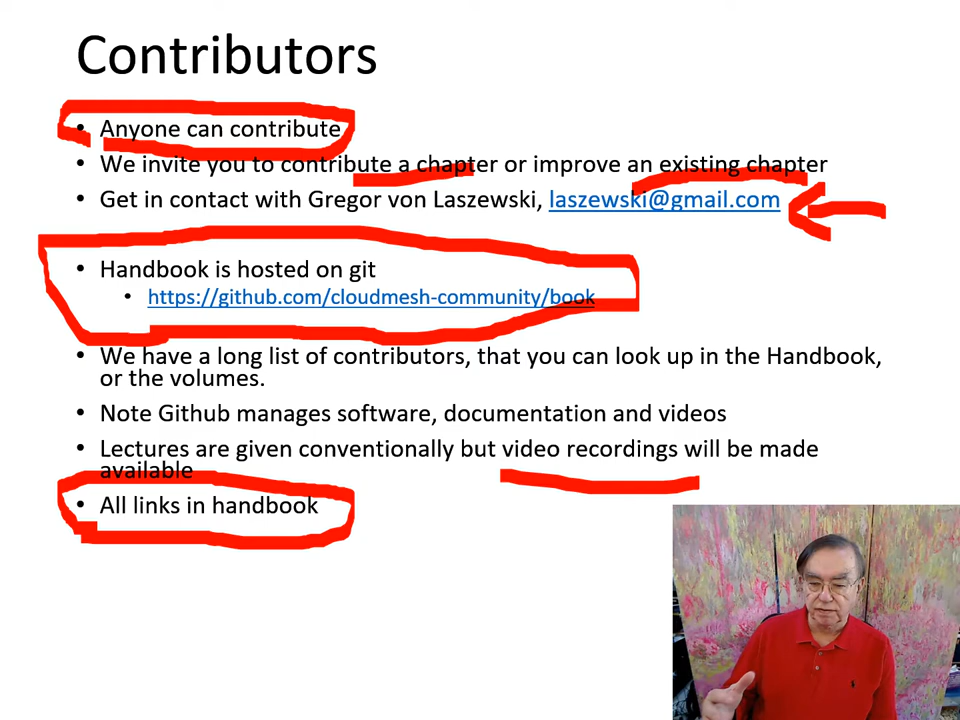 Contributors
• Anyone can contribute
• We invite you to contribute a chapter or improve an existing chapter
• Get in contact with Gregor von Laszewski, laszewski@gmail.com
• Handbook is hosted on git
• https://github.com/cloudmesh-community/book
• We have a long list of contributors, that you can look up in the Handbook,
or the volumes.
• Note Github manages software, documentation and videos
• Lectures are given conventionally but video recordings will be made
available
• All links in handbook